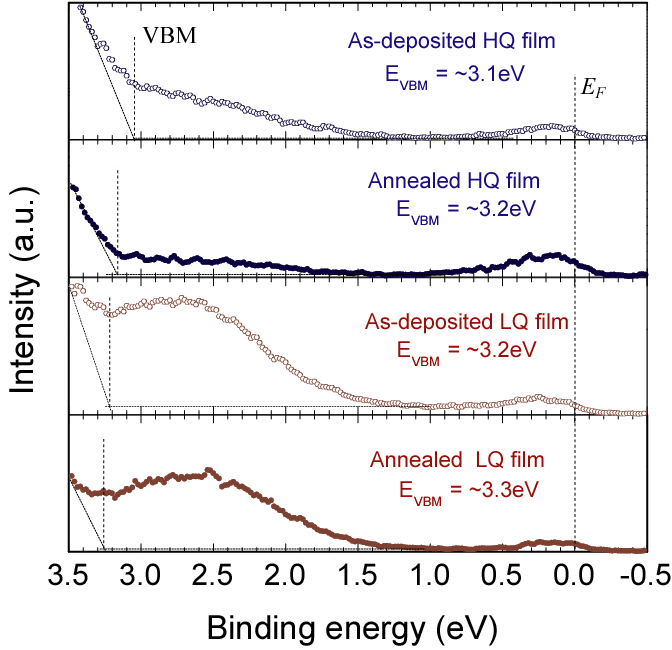 VBM
As-deposited HQ film
E_VBM = ~3.1eV
E_F
Annealed HQ film
E_VBM = ~3.2eV
As-deposited LQ film
E_VBM = ~3.2eV
Annealed LQ film
E_VBM = ~3.3eV
Intensity (a.u.)
3.5 3.0 2.5 2.0 1.5 1.0 0.5 0.0 -0.5
Binding energy (eV)